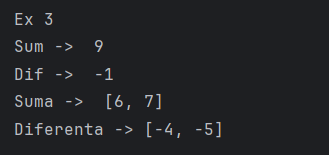 Ex 3
Sum ->  9
Dif ->  -1
Suma ->  [6, 7]
Diferenta -> [-4, -5]